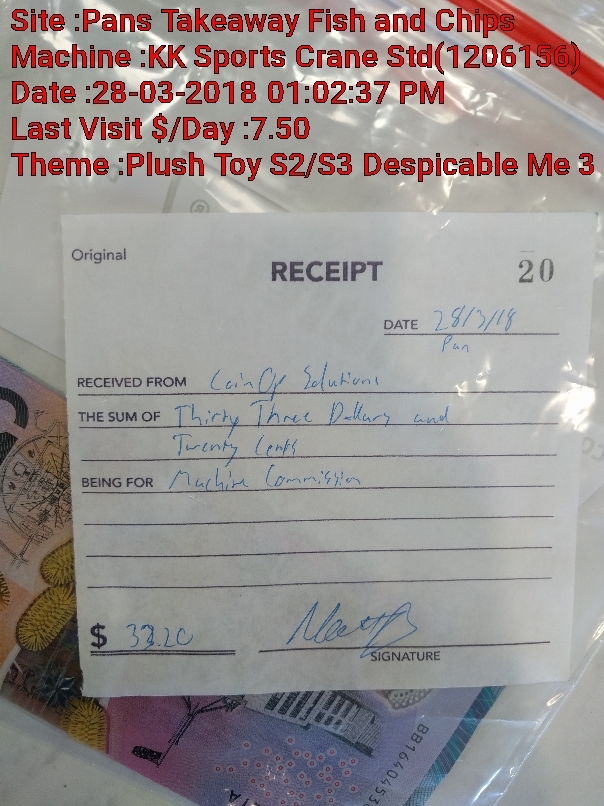 Site :Pans Takeaway Fish and Chips
Machine :KK Sports Crane Std(1206156)
Date :28-03-2018 01:02:37 PM
Last Visit $/Day :7.50
Theme :Plush Toy S2/S3 Despicable Me 3
Original
RECEIPT 20
DATE 28/3/18
Pan
RECEIVED FROM Coin Op Solutions
THE SUM OF Thirty Three Dollars and
Twenty Cents
BEING FOR Machine Commission
$ 33.20
SIGNATURE
BB1640453